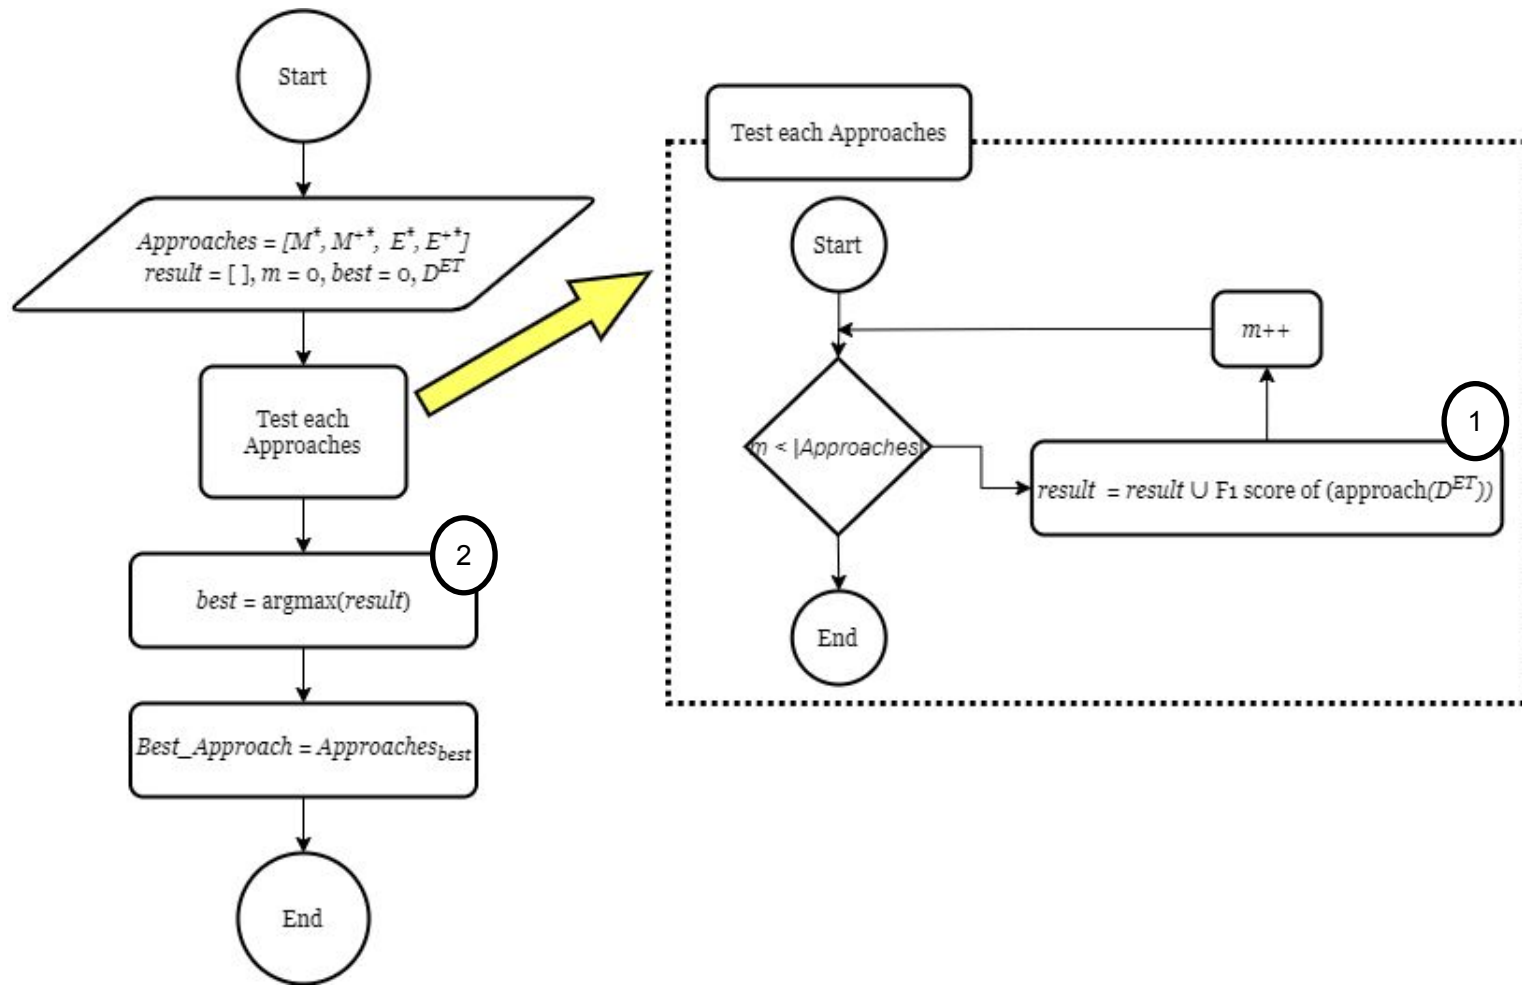 Start
Approaches = [M*, M+*, E*, E+*]
result = [ ], m = 0, best = 0, D^ET
Test each
Approaches
2
best = argmax(result)
Best_Approach = Approaches_best
End
Test each Approaches
Start
m++
m < |Approaches|
1
result = result ∪ F1 score of (approach(D^ET))
End